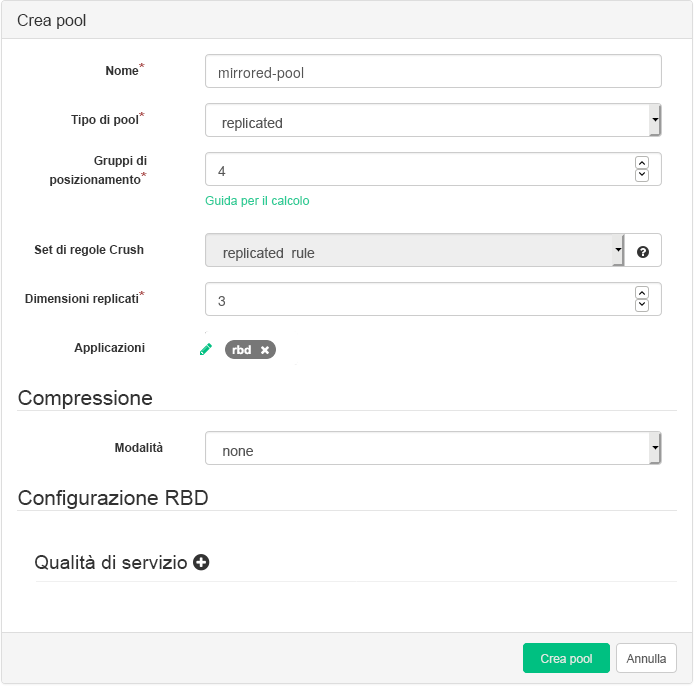 Crea pool
Nome*
mirrored-pool
Tipo di pool*
replicated
Gruppi di
posizionamento*
4
Guida per il calcolo
Set di regole Crush
replicated_rule
Dimensioni replicati*
3
Applicazioni
rbd
Compressione
Modalità
none
Configurazione RBD
Qualità di servizio
Crea pool
Annulla